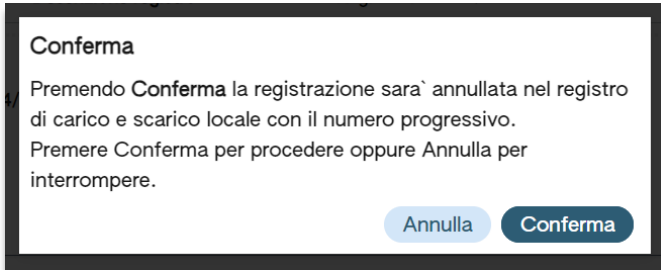 Conferma
Premendo Conferma la registrazione sara` annullata nel registro
di carico e scarico locale con il numero progressivo.
Premere Conferma per procedere oppure Annulla per
interrompere.
Annulla Conferma